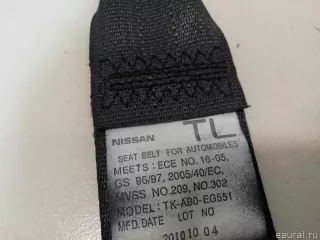 NISSAN TL
SEAT BELT FOR AUTOMOBILES
MEETS: ECE NO. 16-05,
GS 96/97, 2005/40/EC,
MVSS NO.209, NO.302
MODEL: TK-AB0-EG551
MFD.DATE LOT NO
201010 04
eaural.ru